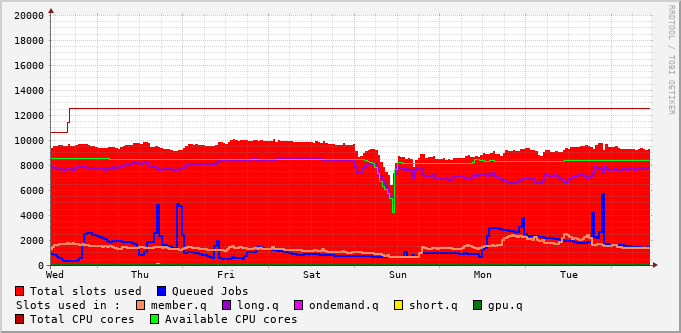 RRDTOOL / TOBI OETIKER
20000
18000
16000
14000
12000
10000
8000
6000
4000
2000
0
Wed Thu Fri Sat Sun Mon Tue
Total slots used Queued Jobs
Slots used in : member.q long.q ondemand.q short.q gpu.q
Total CPU cores Available CPU cores